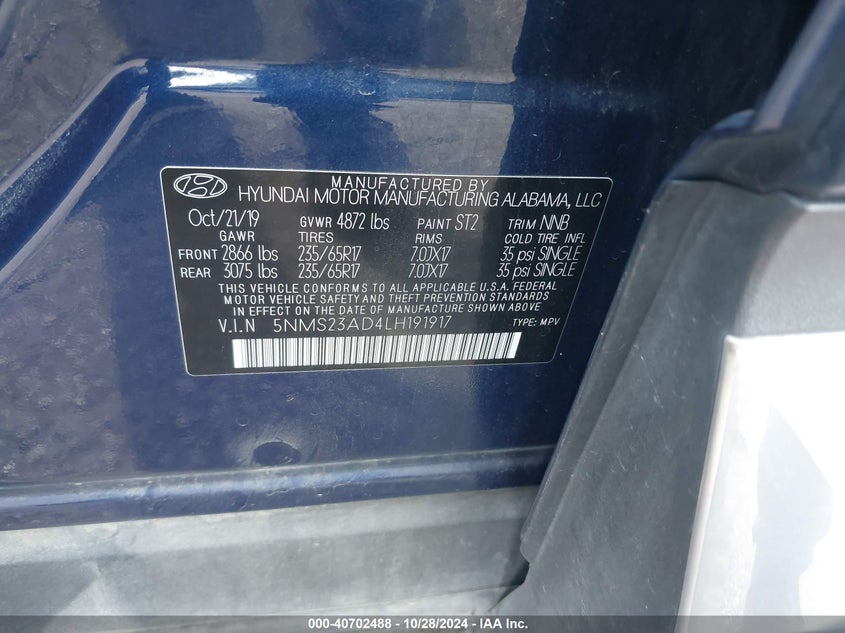 MANUFACTURED BY
HYUNDAI MOTOR MANUFACTURING ALABAMA, LLC
Oct/21/19 GVWR 4872 lbs PAINT ST2 TRIM NNB
GAWR TIRES RIMS COLD TIRE INFL
FRONT 2866 lbs 235/65R17 7.0JX17 35 psi SINGLE
REAR 3075 lbs 235/65R17 7.0JX17 35 psi SINGLE
THIS VEHICLE CONFORMS TO ALL APPLICABLE U.S.A. FEDERAL
MOTOR VEHICLE SAFETY AND THEFT PREVENTION STANDARDS
IN EFFECT ON THE DATE OF MANUFACTURE SHOWN ABOVE.
V.I.N 5NMS23AD4LH191917 TYPE: MPV
000-40702488 - 10/28/2024 - IAA Inc.